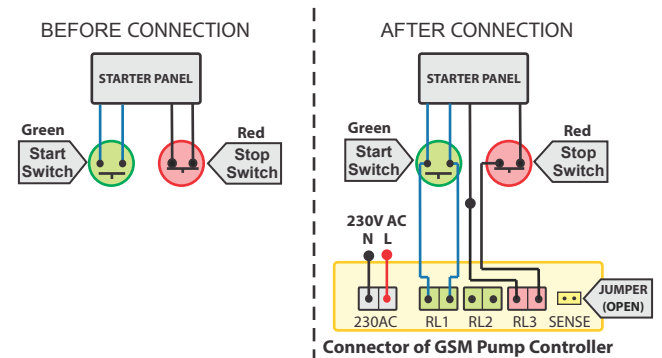 BEFORE CONNECTION
STARTER PANEL
Green
Red
Start
Switch
Stop
Switch
AFTER CONNECTION
STARTER PANEL
Green
Red
Start
Switch
Stop
Switch
230V AC
N L
JUMPER
(OPEN)
230AC RL1 RL2 RL3 SENSE
Connector of GSM Pump Controller